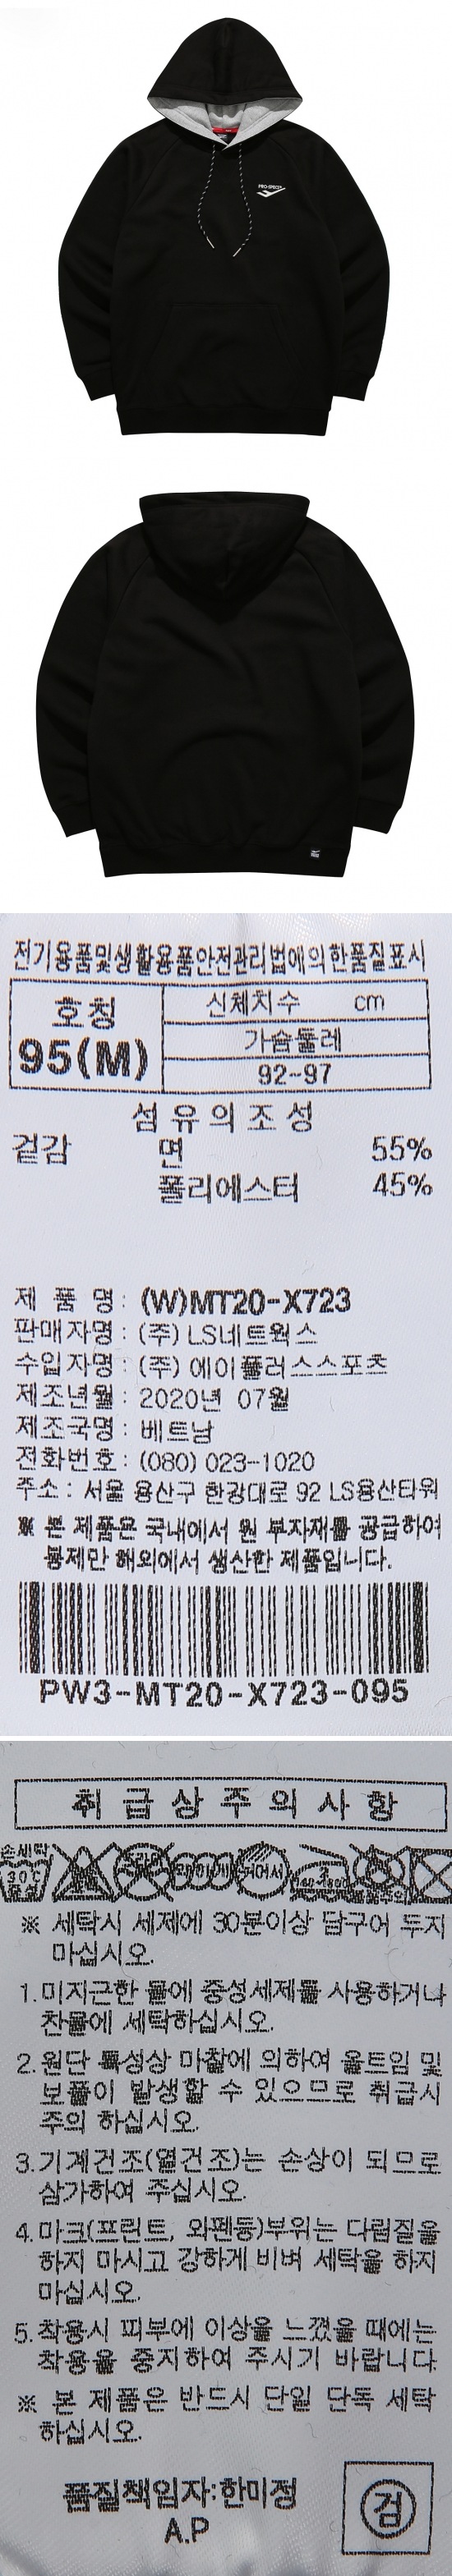 PRO-SPECS
전기용품및생활용품안전관리법에의한품질표시
호칭
95(M)
신체치수 cm
가슴둘레
92-97
섬유의조성
겉감 면 55%
폴리에스터 45%
제 품 명 : (W)MT20-X723
판매자명 : (주) LS네트웍스
수입자명 : (주) 에이플러스스포츠
제조년월 : 2020년 07월
제조국명 : 베트남
전화번호 : (080) 023-1020
주소 : 서울 용산구 한강대로 92 LS용산타워
※ 본 제품은 국내에서 원 부자재를 공급하여
봉제만 해외에서 생산한 제품입니다.
PW3-MT20-X723-095
취급상주의사항
손세탁
30℃
※ 세탁시 세제에 30분이상 담구어 두지
마십시오.
1.미지근한 물에 중성세제를 사용하거나
찬물에 세탁하십시오.
2.원단 특성상 마찰에 의하여 올트임 및
보풀이 발생할 수 있으므로 취급시
주의 하십시오.
3.기계건조(열건조)는 손상이 되므로
삼가하여 주십시오.
4.마크(프린트, 외펜등)부위는 다림질을
하지 마시고 강하게 비벼 세탁을 하지
마십시오.
5.착용시 피부에 이상을 느꼈을 때에는
착용을 중지하여 주시기 바랍니다.
※ 본 제품은 반드시 단일 단독 세탁
하십시오.
품질책임자:한미정
A.P
검